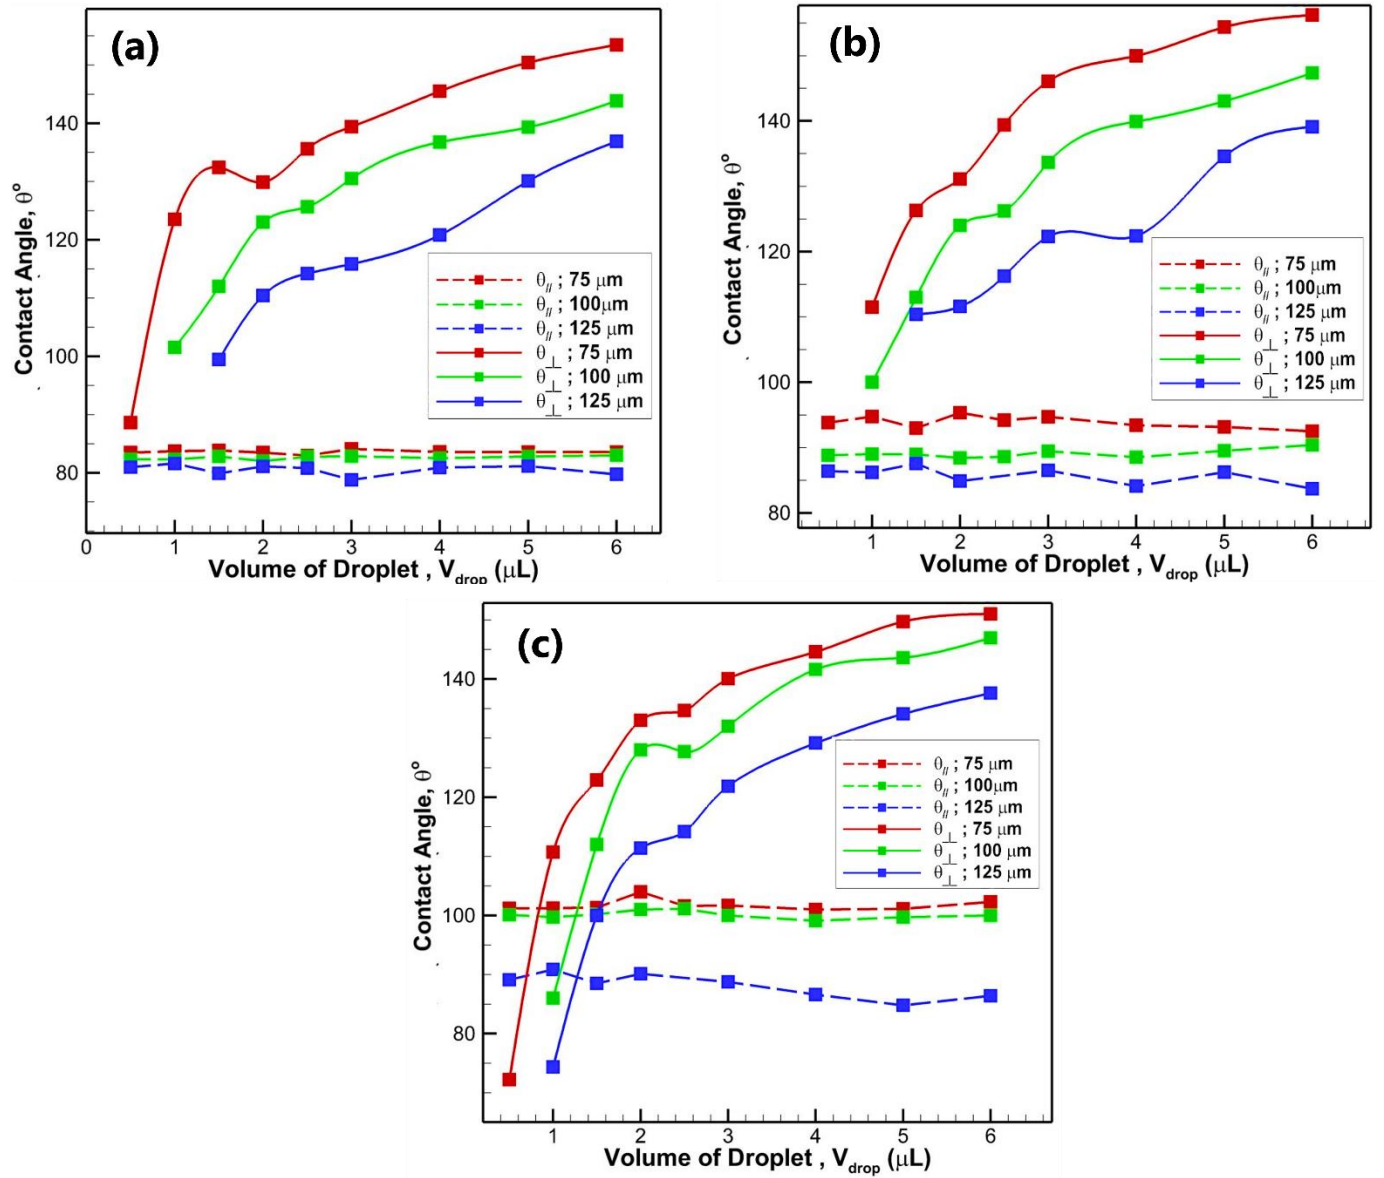 (a)
140
120
100
80
Contact Angle, θ°
θ// ; 75 μm
θ// ; 100μm
θ// ; 125 μm
θ⊥ ; 75 μm
θ⊥ ; 100 μm
θ⊥ ; 125 μm
0 1 2 3 4 5 6
Volume of Droplet , Vdrop (μL)
(b)
140
120
100
80
Contact Angle, θ°
θ// ; 75 μm
θ// ; 100μm
θ// ; 125 μm
θ⊥ ; 75 μm
θ⊥ ; 100 μm
θ⊥ ; 125 μm
1 2 3 4 5 6
Volume of Droplet , Vdrop (μL)
(c)
140
120
100
80
Contact Angle, θ°
θ// ; 75 μm
θ// ; 100μm
θ// ; 125 μm
θ⊥ ; 75 μm
θ⊥ ; 100 μm
θ⊥ ; 125 μm
1 2 3 4 5 6
Volume of Droplet , Vdrop (μL)